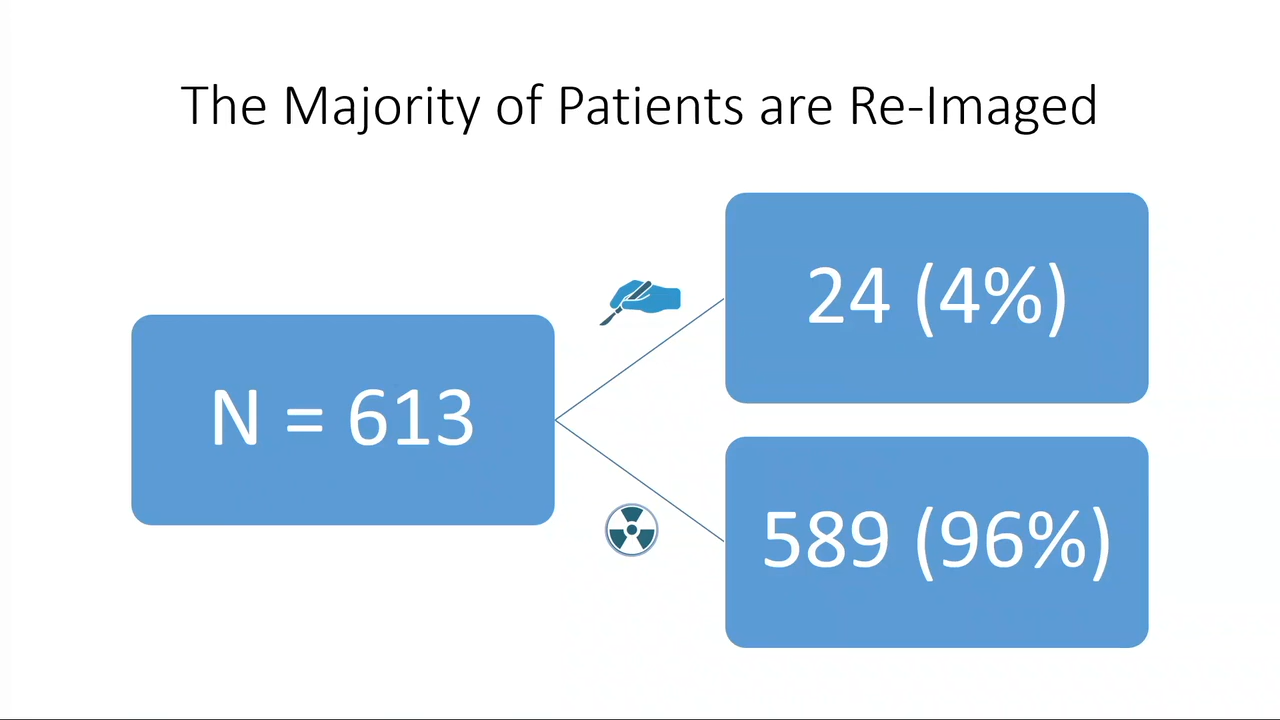 The Majority of Patients are Re-Imaged
N = 613
24 (4%)
589 (96%)